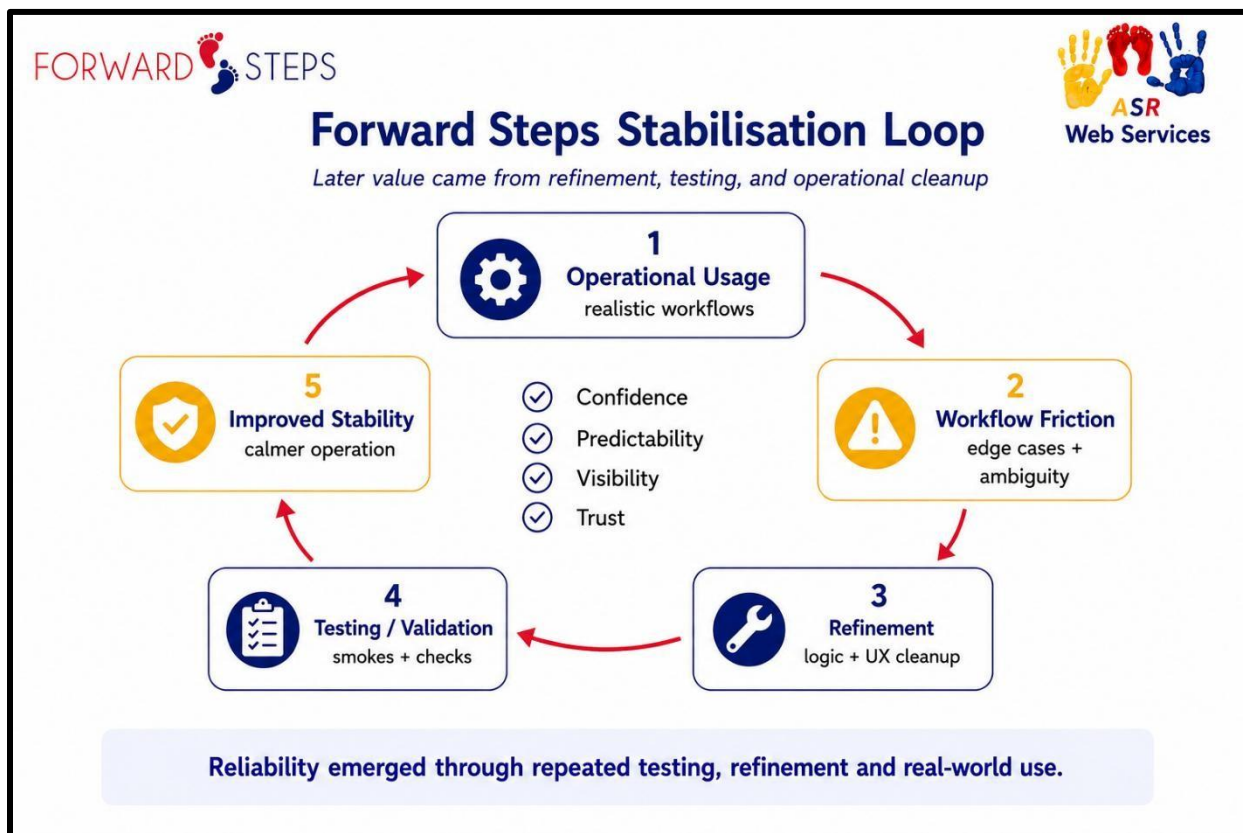 FORWARD STEPS
ASR
Web Services
Forward Steps Stabilisation Loop
Later value came from refinement, testing, and operational cleanup
1
Operational Usage
realistic workflows
2
Workflow Friction
edge cases +
ambiguity
3
Refinement
logic + UX cleanup
4
Testing / Validation
smokes + checks
5
Improved Stability
calmer operation
Confidence
Predictability
Visibility
Trust
Reliability emerged through repeated testing, refinement and real-world use.